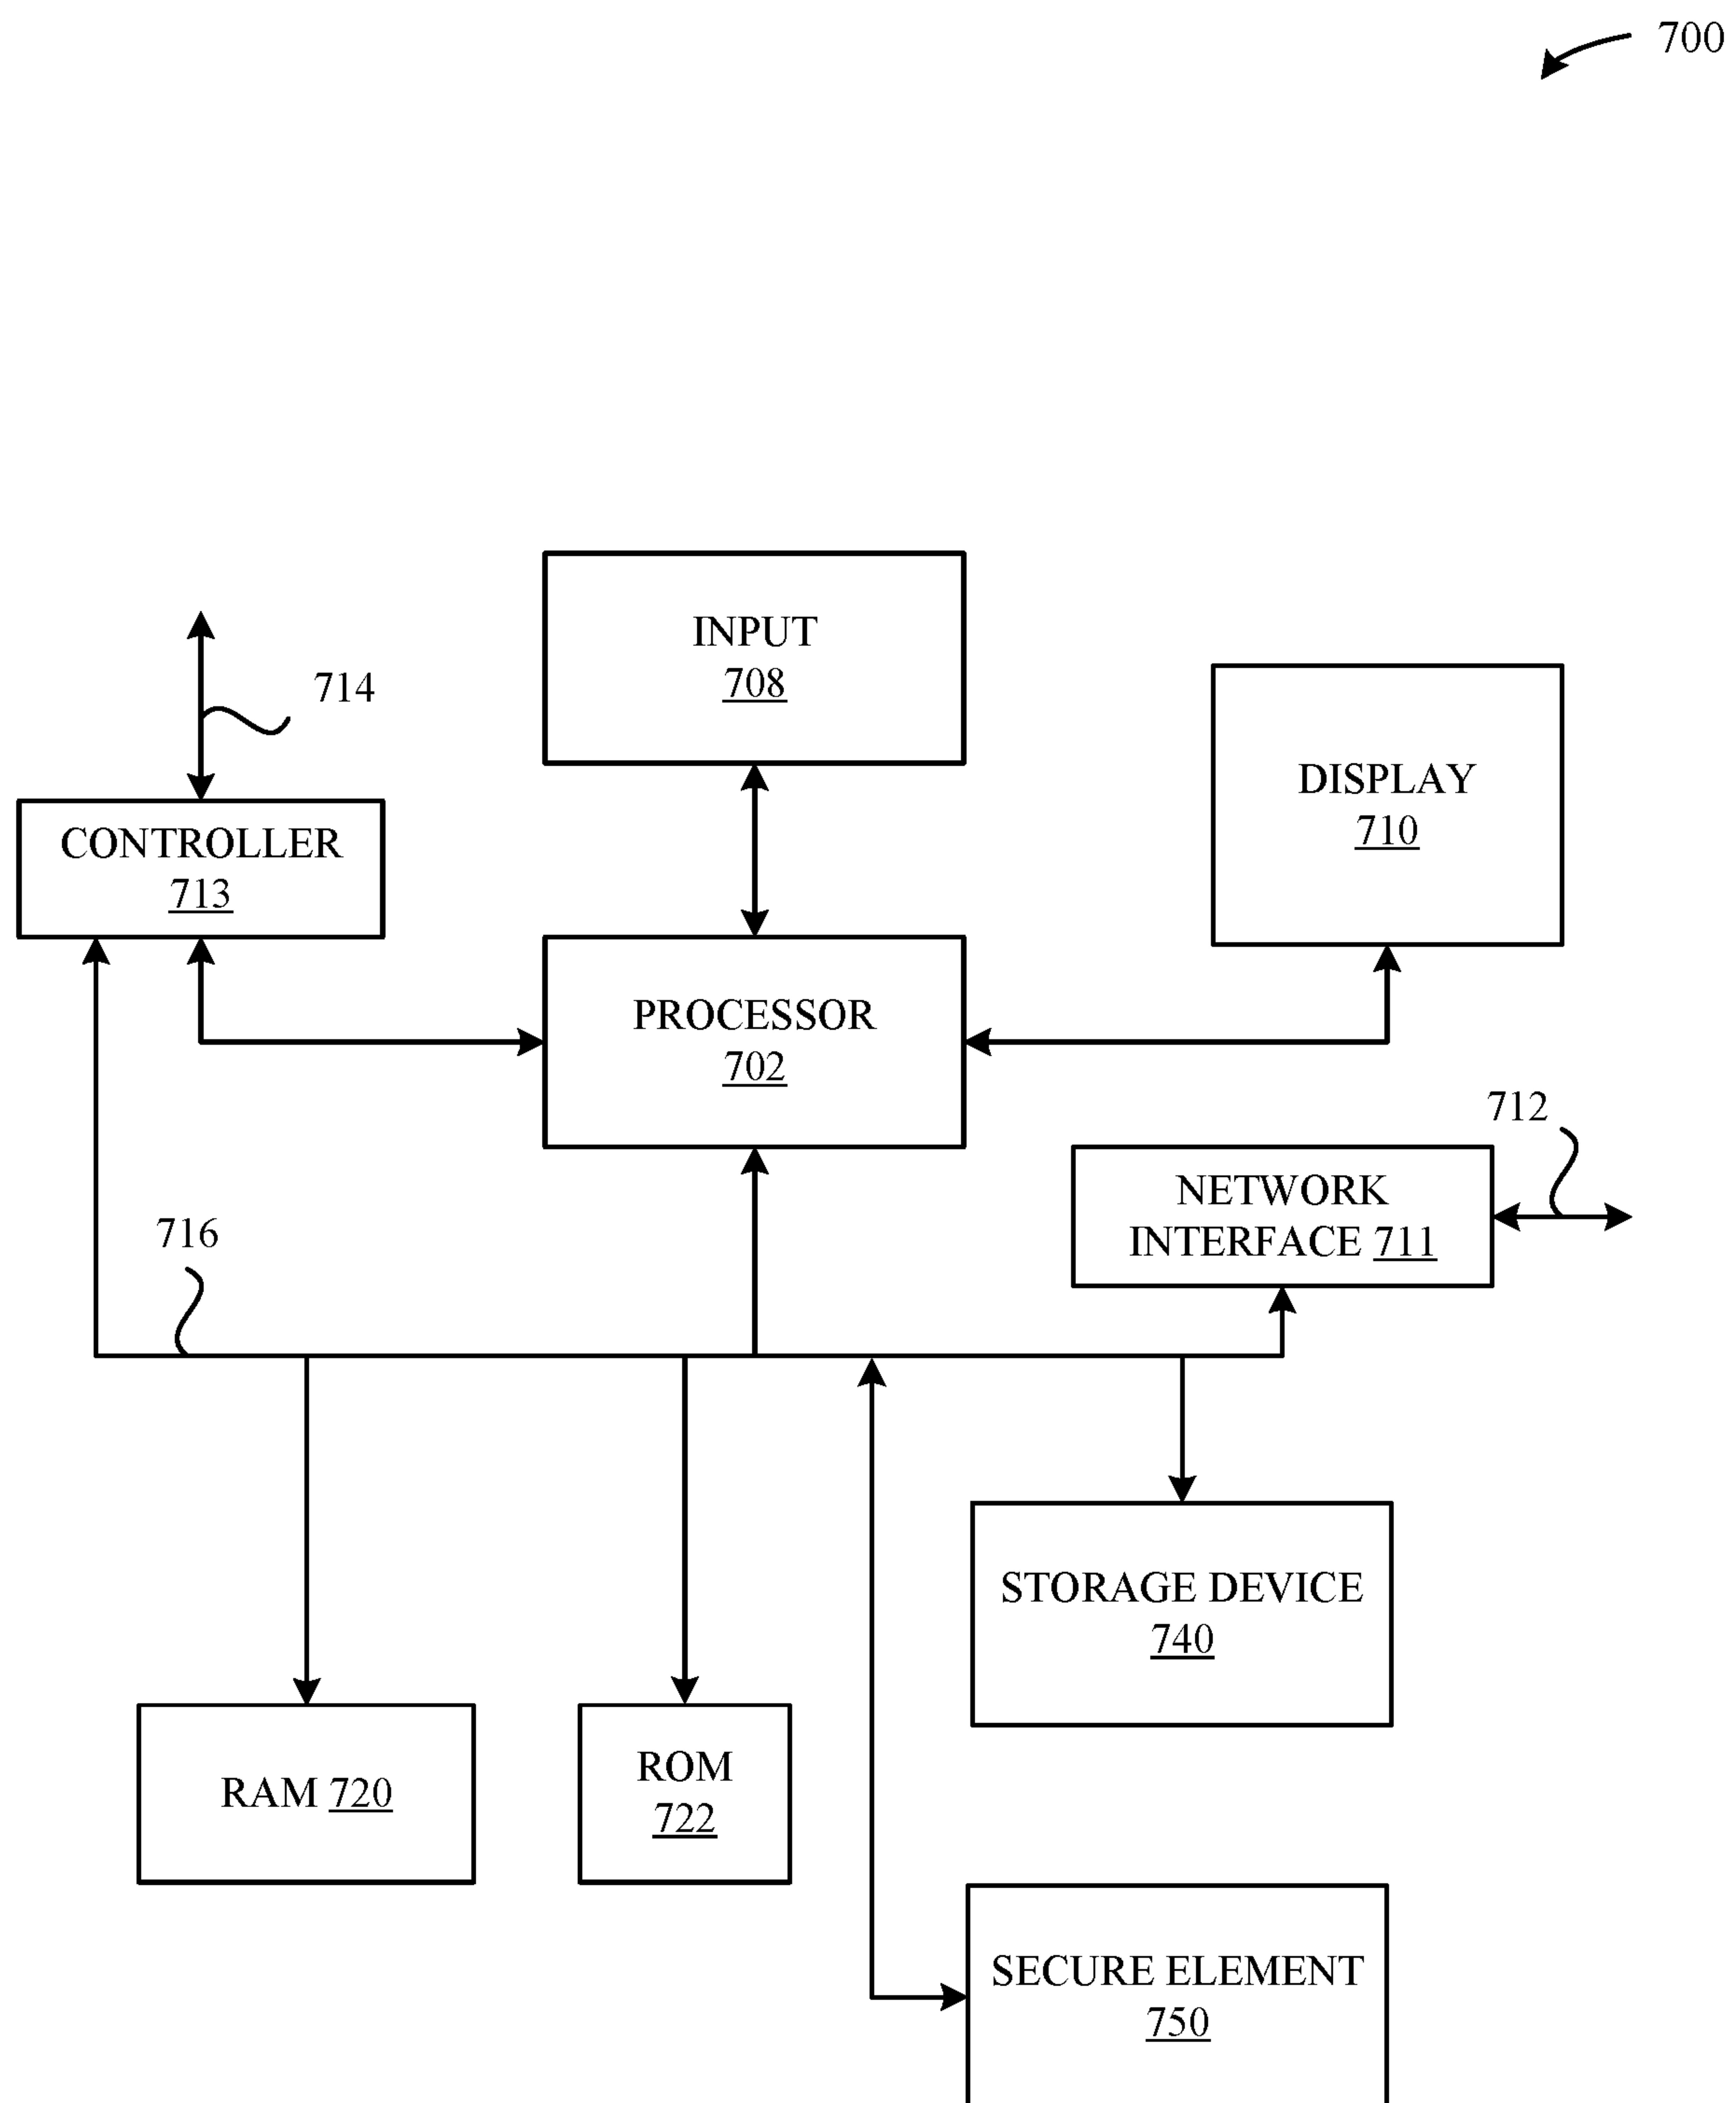 700
INPUT
708
714
DISPLAY
710
CONTROLLER
713
PROCESSOR
702
712
NETWORK
INTERFACE 711
716
STORAGE DEVICE
740
RAM 720
ROM
722
SECURE ELEMENT
750